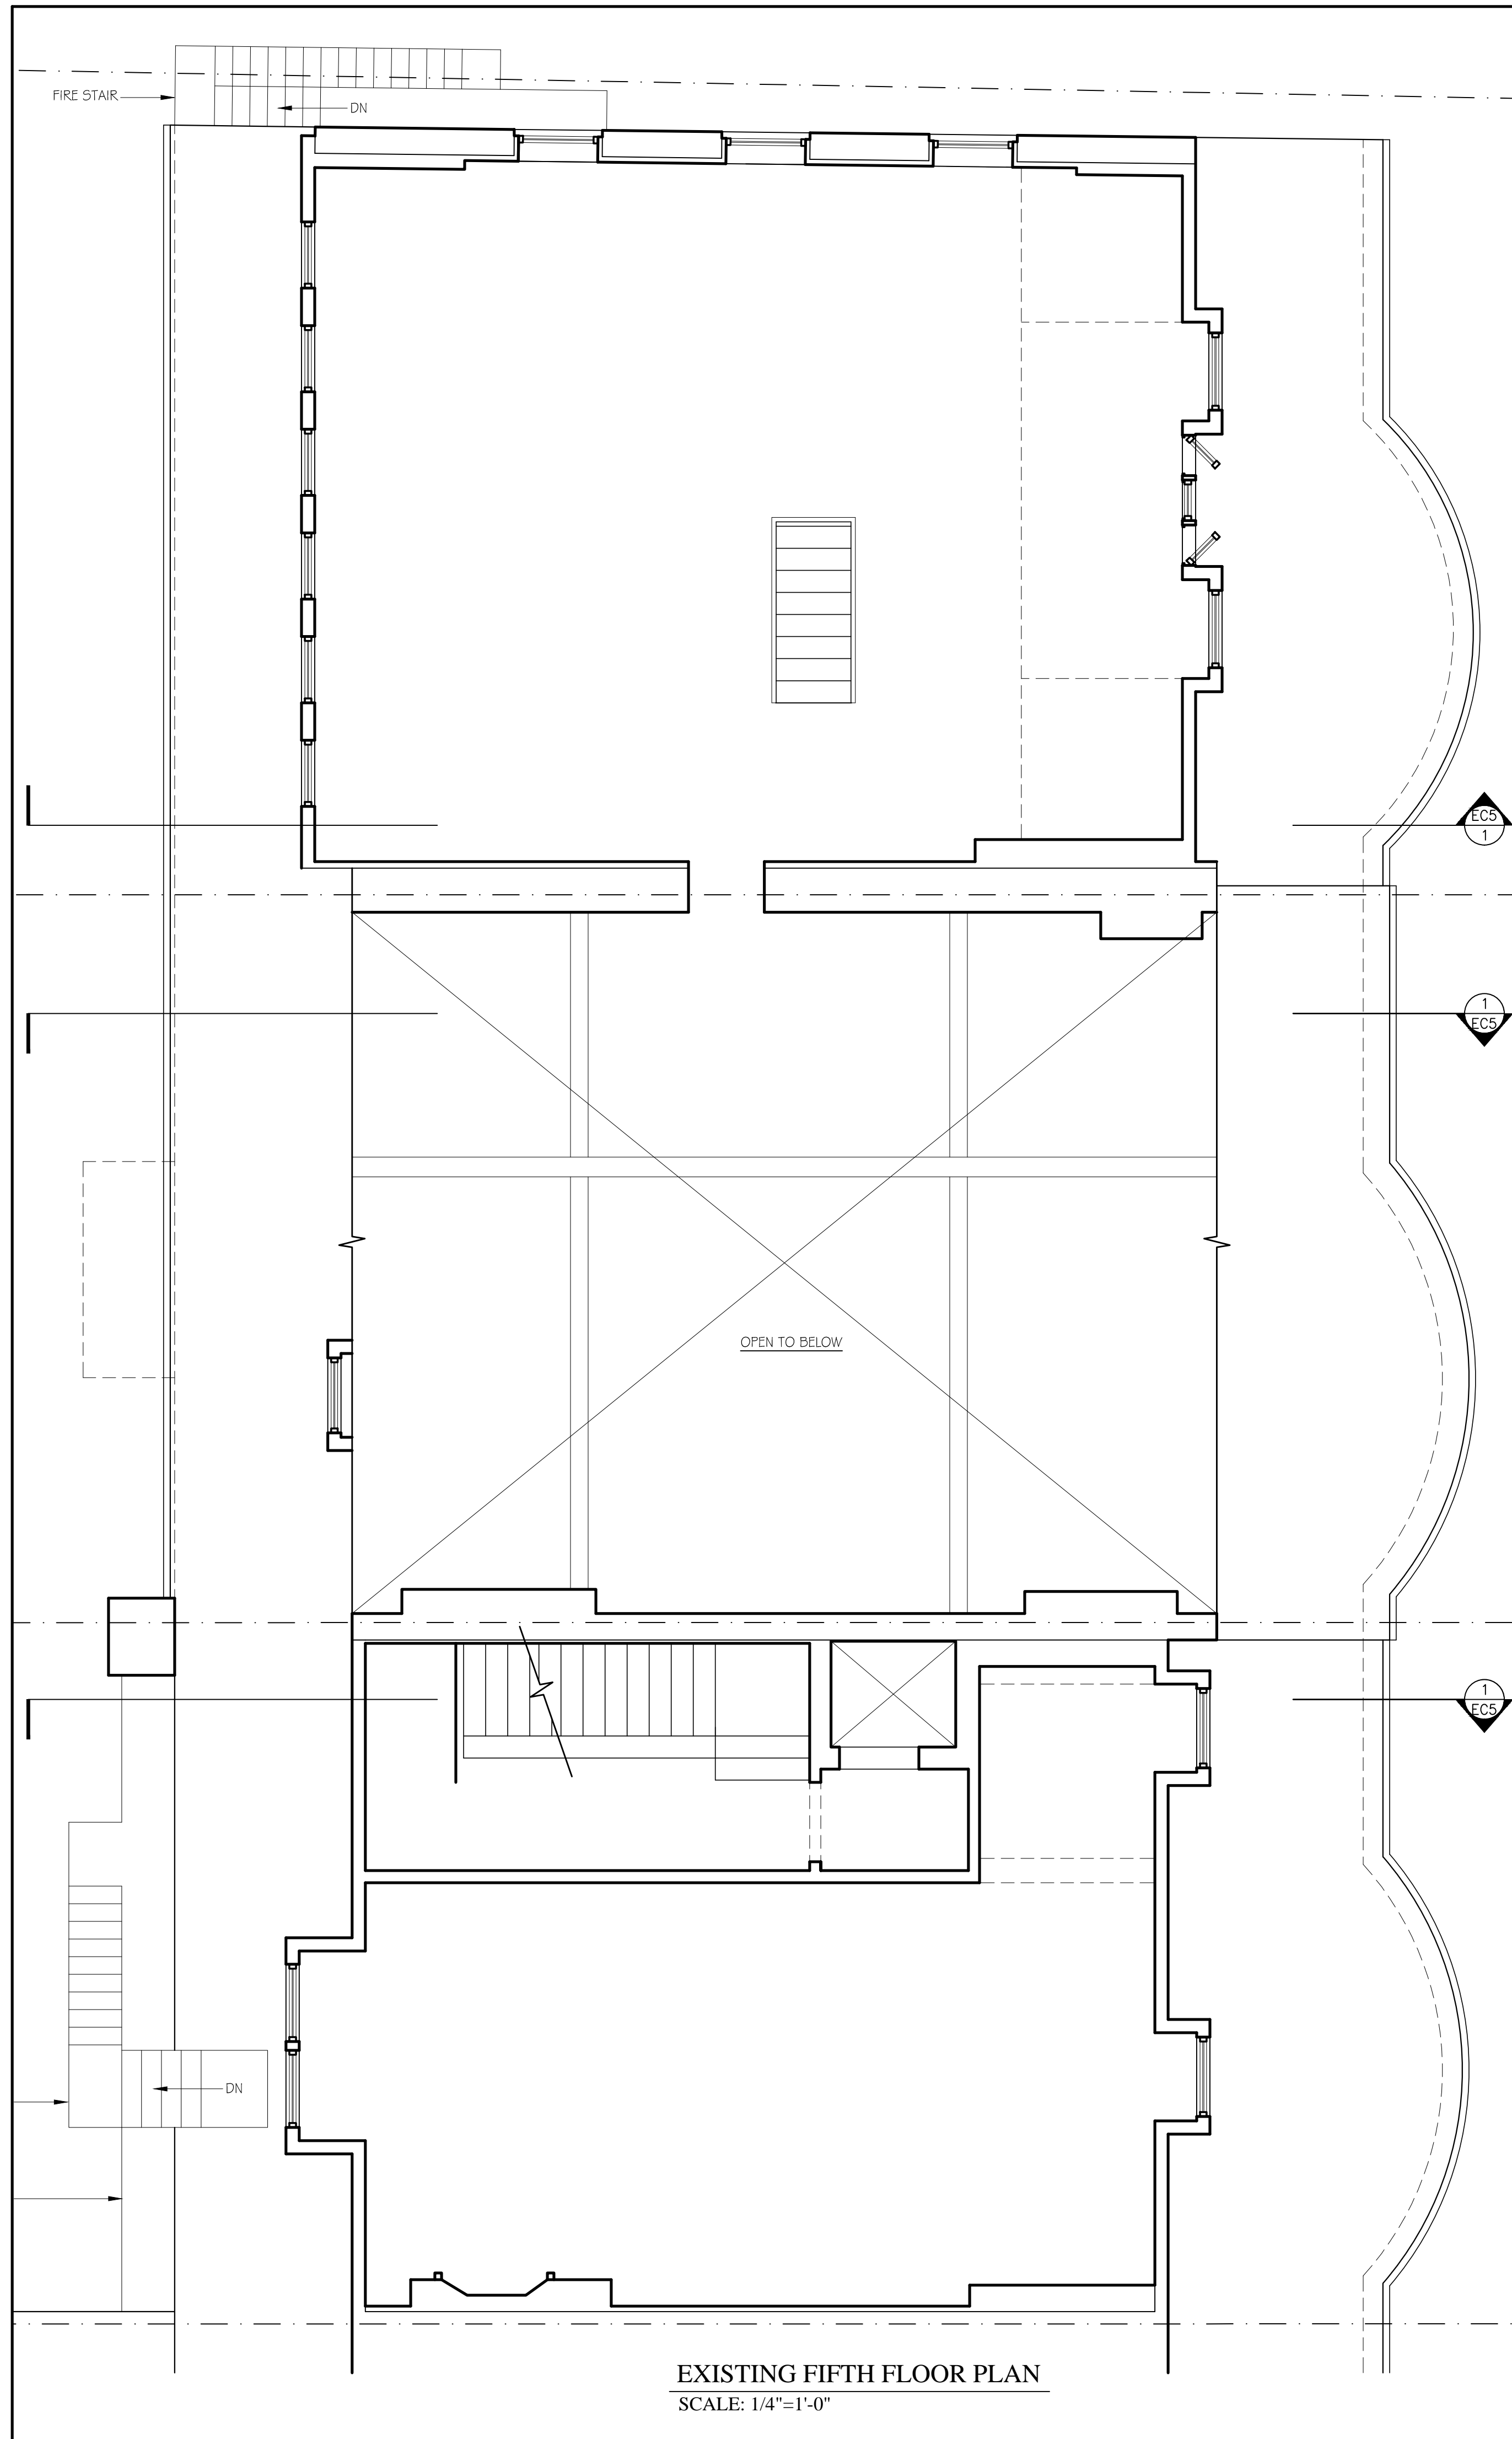 FIRE STAIR
DN
EC5
1
1
EC5
OPEN TO BELOW
1
EC5
DN
EXISTING FIFTH FLOOR PLAN
SCALE: 1/4"=1'-0"